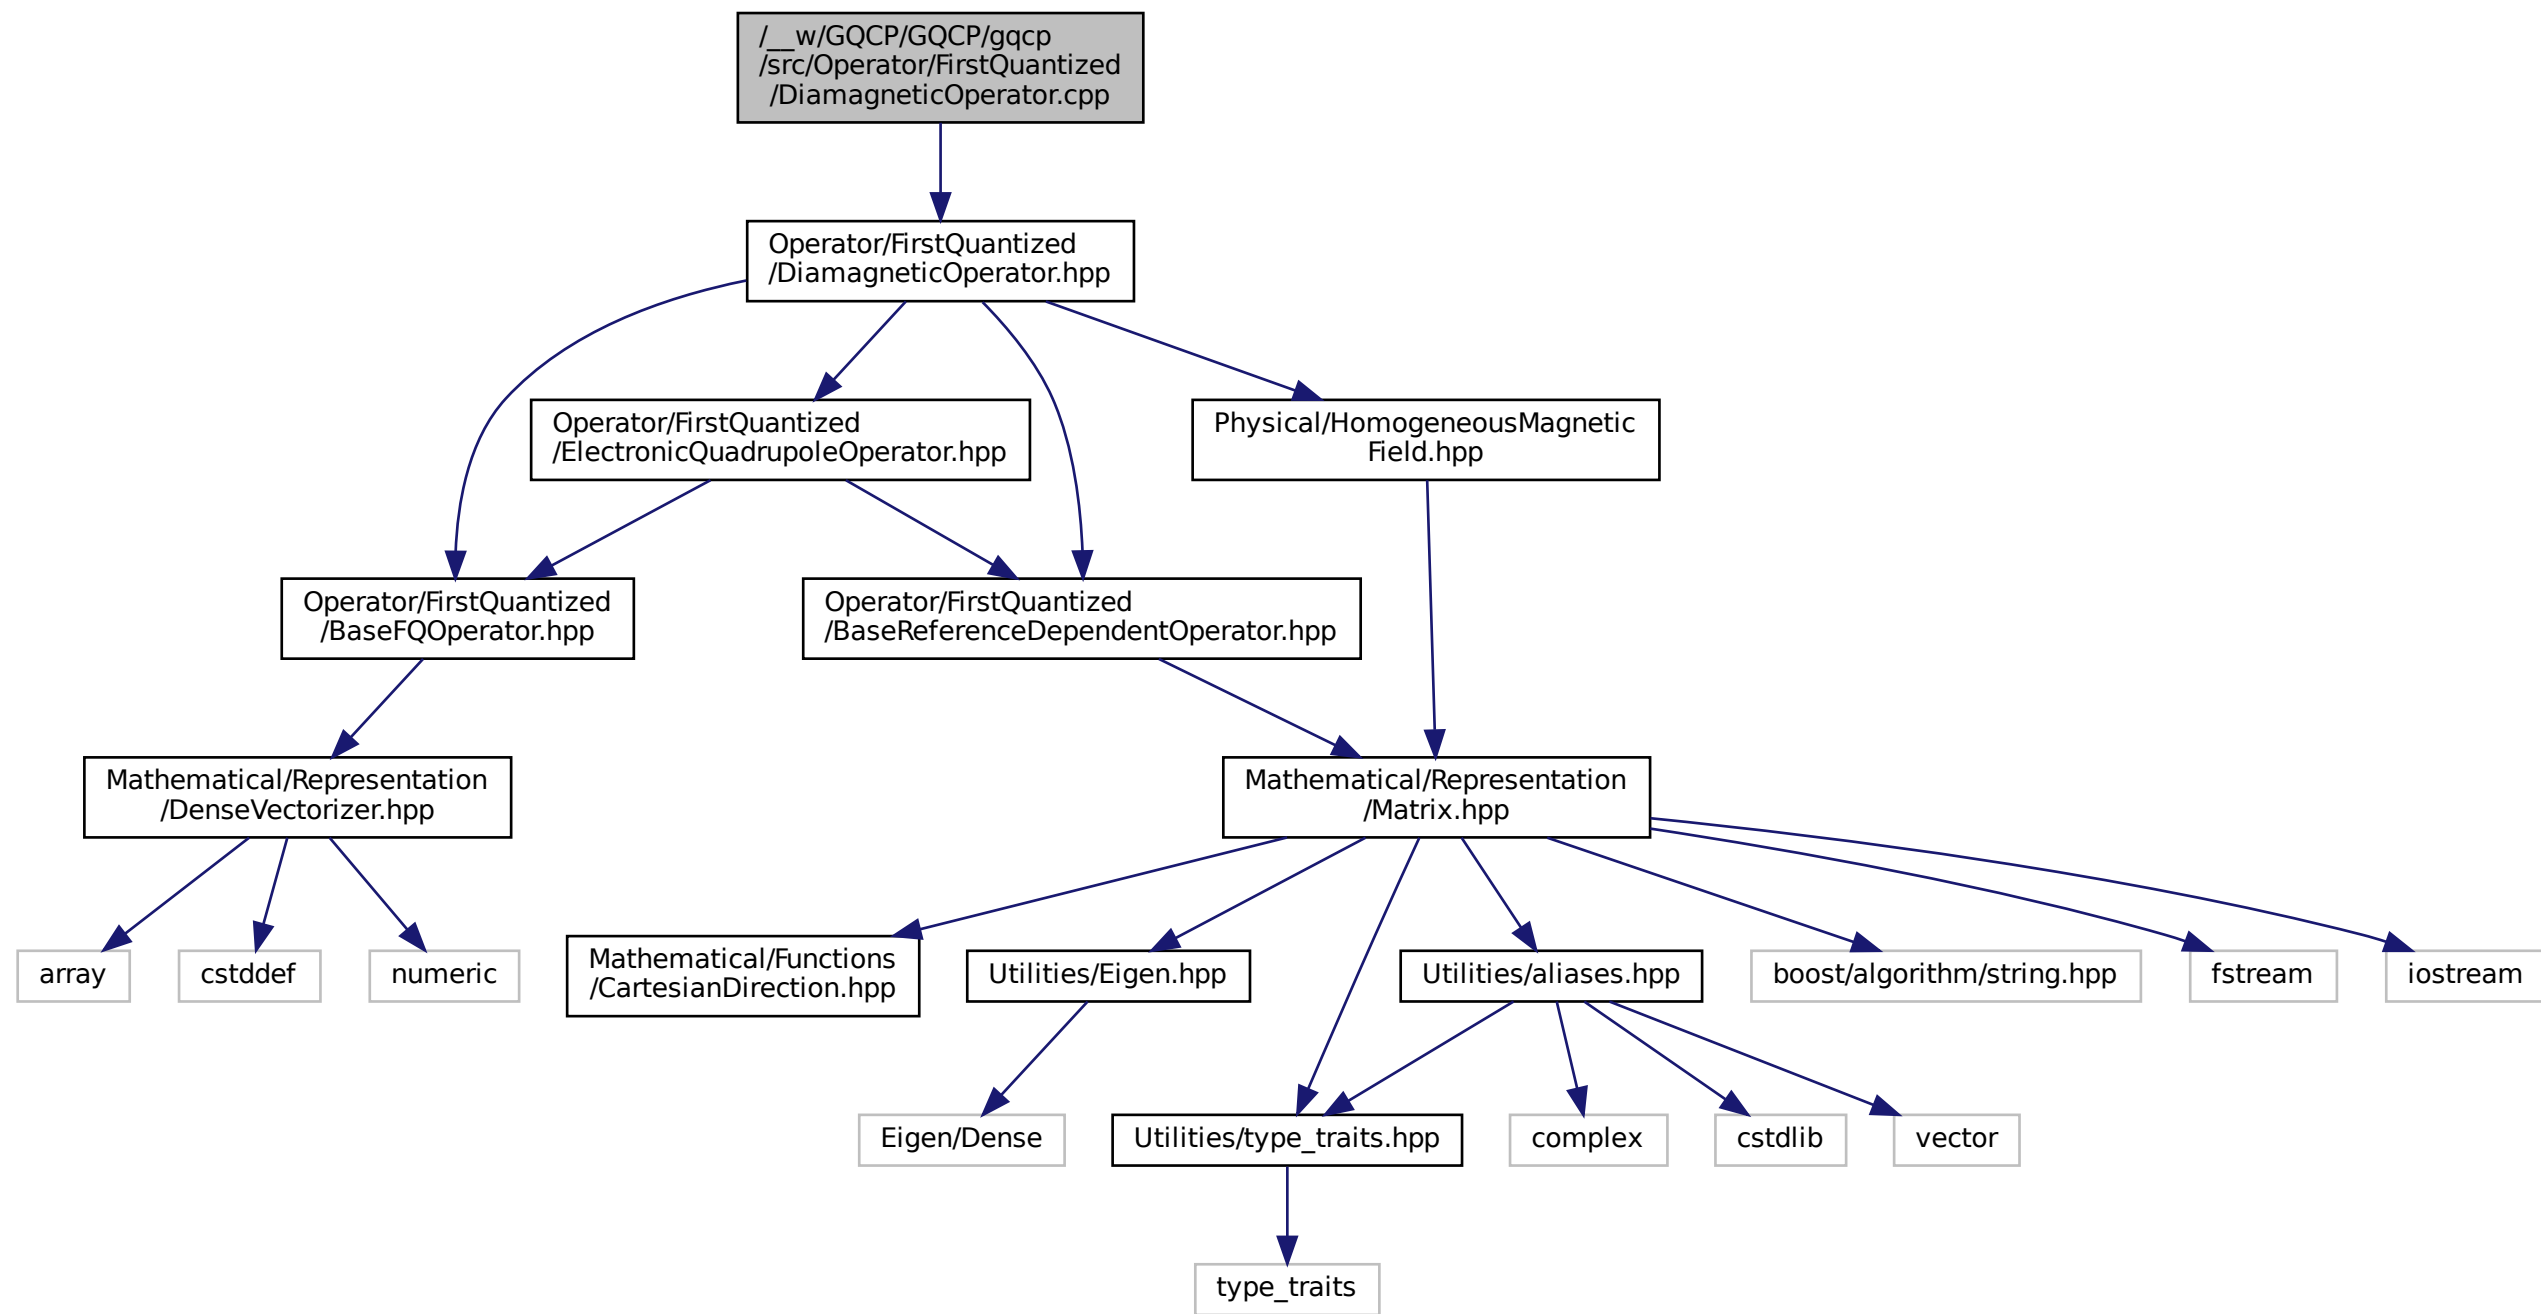 /__w/GQCP/GQCP/gqcp
/src/Operator/FirstQuantized
/DiamagneticOperator.cpp
Operator/FirstQuantized
/DiamagneticOperator.hpp
Operator/FirstQuantized
/ElectronicQuadrupoleOperator.hpp
Physical/HomogeneousMagnetic
Field.hpp
Operator/FirstQuantized
/BaseFQOperator.hpp
Operator/FirstQuantized
/BaseReferenceDependentOperator.hpp
Mathematical/Representation
/DenseVectorizer.hpp
Mathematical/Representation
/Matrix.hpp
array
cstddef
numeric
Mathematical/Functions
/CartesianDirection.hpp
Utilities/Eigen.hpp
Utilities/aliases.hpp
boost/algorithm/string.hpp
fstream
iostream
Eigen/Dense
Utilities/type_traits.hpp
complex
cstdlib
vector
type_traits